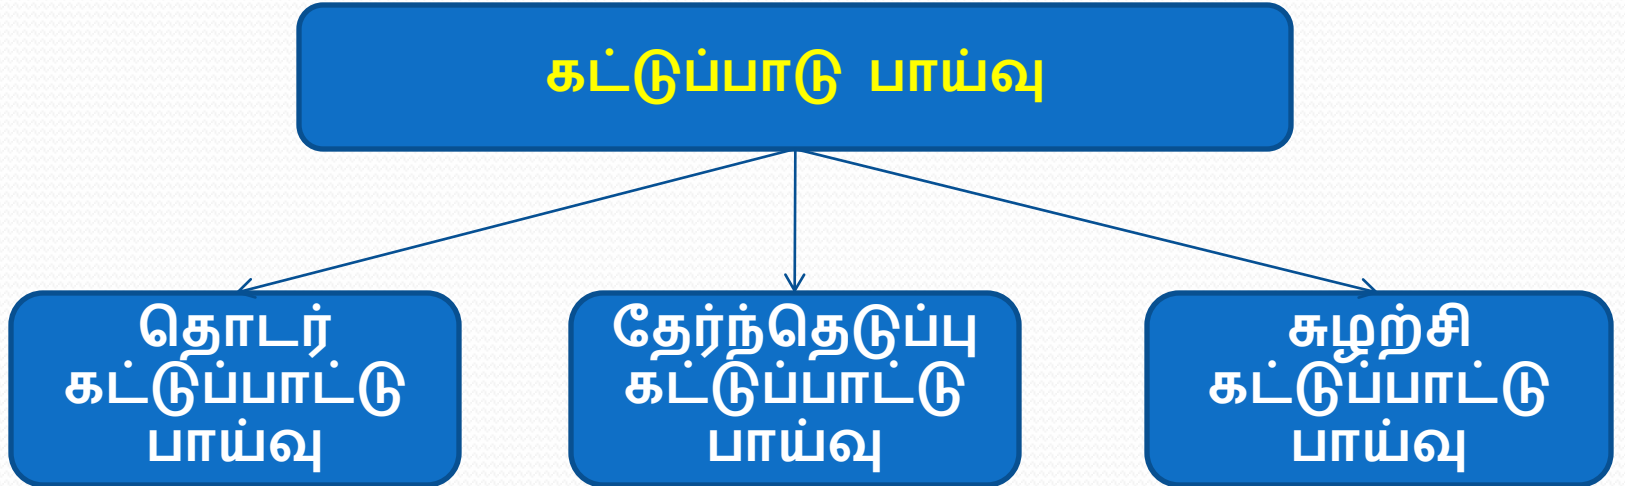 கட்டுப்பாடு பாய்வு
தொடர்
கட்டுப்பாட்டு
பாய்வு
தேர்ந்தெடுப்பு
கட்டுப்பாட்டு
பாய்வு
சுழற்சி
கட்டுப்பாட்டு
பாய்வு